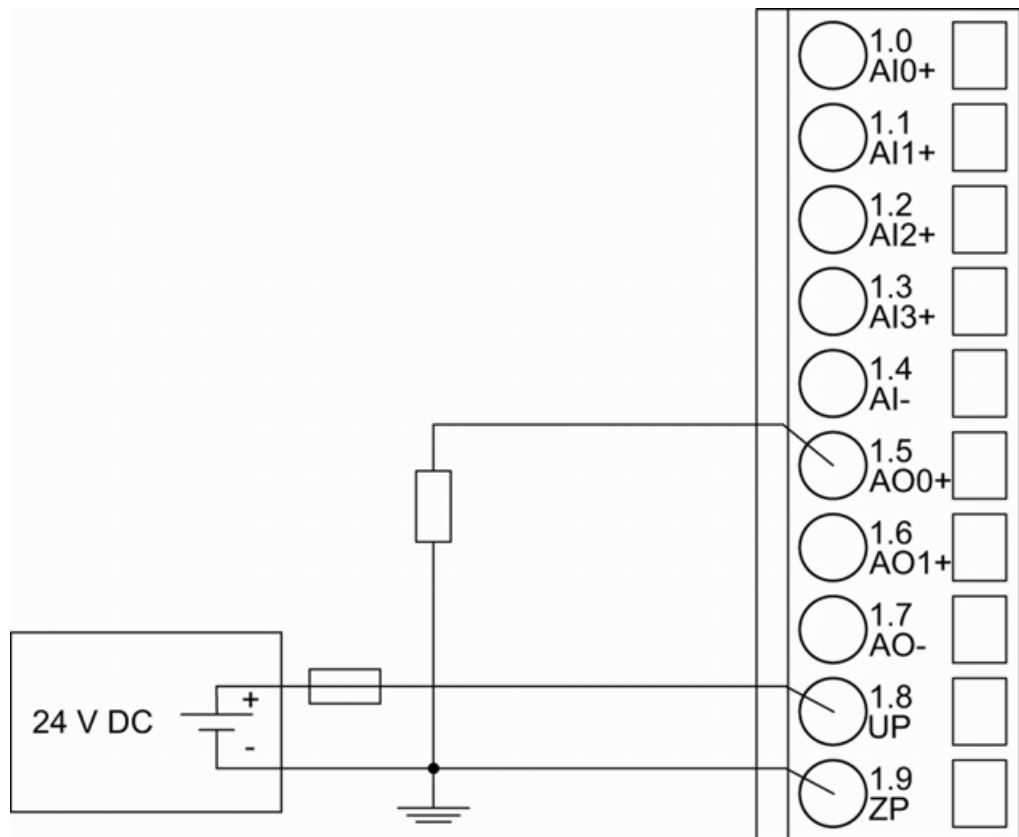 1.0
AI0+
1.1
AI1+
1.2
AI2+
1.3
AI3+
1.4
AI-
1.5
AO0+
1.6
AO1+
1.7
AO-
24 V DC
+
-
1.8
UP
1.9
ZP